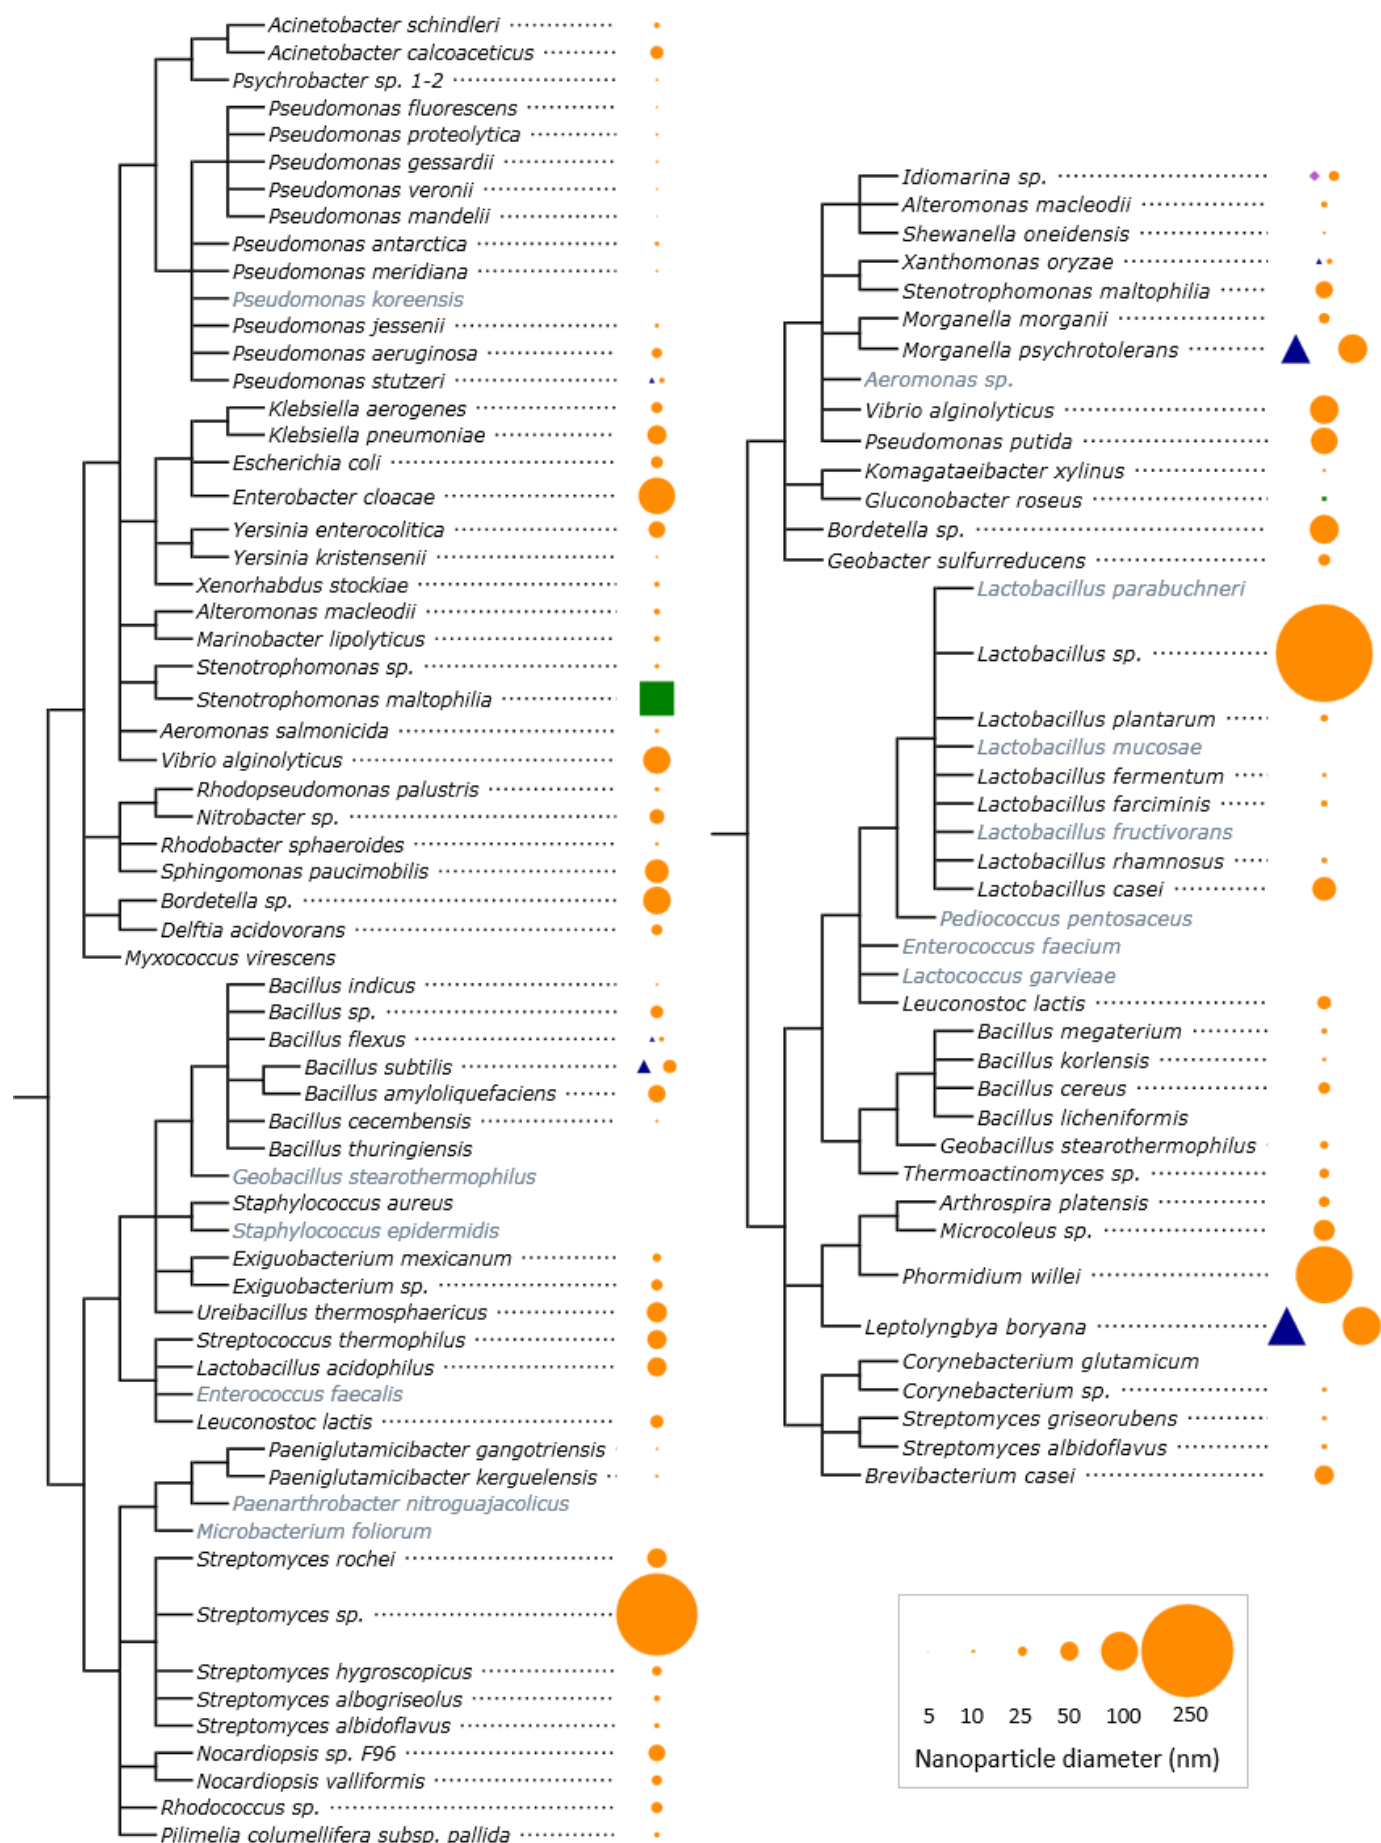 Acinetobacter schindleri
Acinetobacter calcoaceticus
Psychrobacter sp. 1-2
Pseudomonas fluorescens
Pseudomonas proteolytica
Pseudomonas gessardii
Pseudomonas veronii
Pseudomonas mandelii
Pseudomonas antarctica
Pseudomonas meridiana
Pseudomonas koreensis
Pseudomonas jessenii
Pseudomonas aeruginosa
Pseudomonas stutzeri
Klebsiella aerogenes
Klebsiella pneumoniae
Escherichia coli
Enterobacter cloacae
Yersinia enterocolitica
Yersinia kristensenii
Xenorhabdus stockiae
Alteromonas macleodii
Marinobacter lipolyticus
Stenotrophomonas sp.
Stenotrophomonas maltophilia
Aeromonas salmonicida
Vibrio alginolyticus
Rhodopseudomonas palustris
Nitrobacter sp.
Rhodobacter sphaeroides
Sphingomonas paucimobilis
Bordetella sp.
Delftia acidovorans
Myxococcus virescens
Bacillus indicus
Bacillus sp.
Bacillus flexus
Bacillus subtilis
Bacillus amyloliquefaciens
Bacillus cecembensis
Bacillus thuringiensis
Geobacillus stearothermophilus
Staphylococcus aureus
Staphylococcus epidermidis
Exiguobacterium mexicanum
Exiguobacterium sp.
Ureibacillus thermosphaericus
Streptococcus thermophilus
Lactobacillus acidophilus
Enterococcus faecalis
Leuconostoc lactis
Paeniglutamicibacter gangotriensis
Paeniglutamicibacter kerguelensis
Paenarthrobacter nitroguajacolicus
Microbacterium foliorum
Streptomyces rochei
Streptomyces sp.
Streptomyces hygroscopicus
Streptomyces albogriseolus
Streptomyces albidoflavus
Nocardiopsis sp. F96
Nocardiopsis valliformis
Rhodococcus sp.
Pilimelia columellifera subsp. pallida
Idiomarina sp.
Alteromonas macleodii
Shewanella oneidensis
Xanthomonas oryzae
Stenotrophomonas maltophilia
Morganella morganii
Morganella psychrotolerans
Aeromonas sp.
Vibrio alginolyticus
Pseudomonas putida
Komagataeibacter xylinus
Gluconobacter roseus
Bordetella sp.
Geobacter sulfurreducens
Lactobacillus parabuchneri
Lactobacillus sp.
Lactobacillus plantarum
Lactobacillus mucosae
Lactobacillus fermentum
Lactobacillus farciminis
Lactobacillus fructivorans
Lactobacillus rhamnosus
Lactobacillus casei
Pediococcus pentosaceus
Enterococcus faecium
Lactococcus garvieae
Leuconostoc lactis
Bacillus megaterium
Bacillus korlensis
Bacillus cereus
Bacillus licheniformis
Geobacillus stearothermophilus
Thermoactinomyces sp.
Arthrospira platensis
Microcoleus sp.
Phormidium willei
Leptolyngbya boryana
Corynebacterium glutamicum
Corynebacterium sp.
Streptomyces griseorubens
Streptomyces albidoflavus
Brevibacterium casei
5 10 25 50 100 250
Nanoparticle diameter (nm)